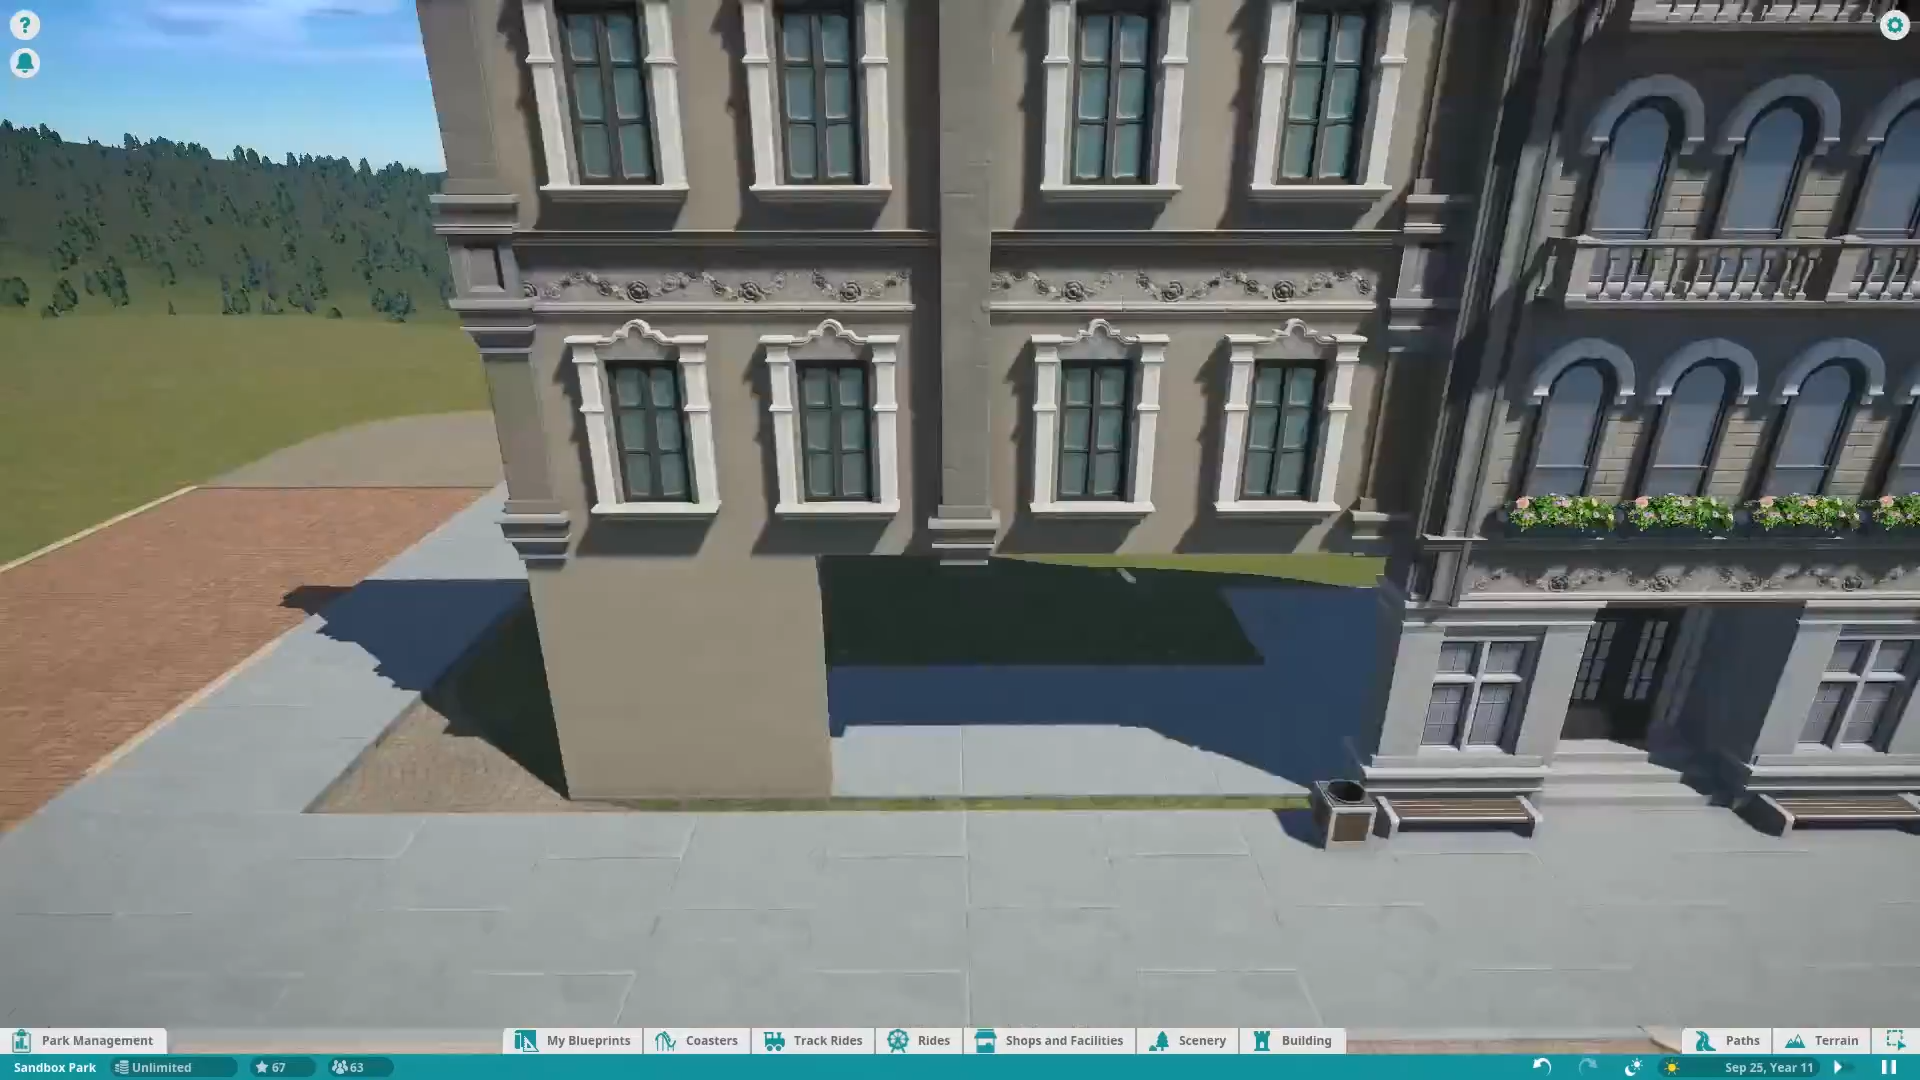 ?
Park Management
My Blueprints
Coasters
Track Rides
Rides
Shops and Facilities
Scenery
Building
Paths
Terrain
Sandbox Park
Unlimited
67
63
Sep 25, Year 11